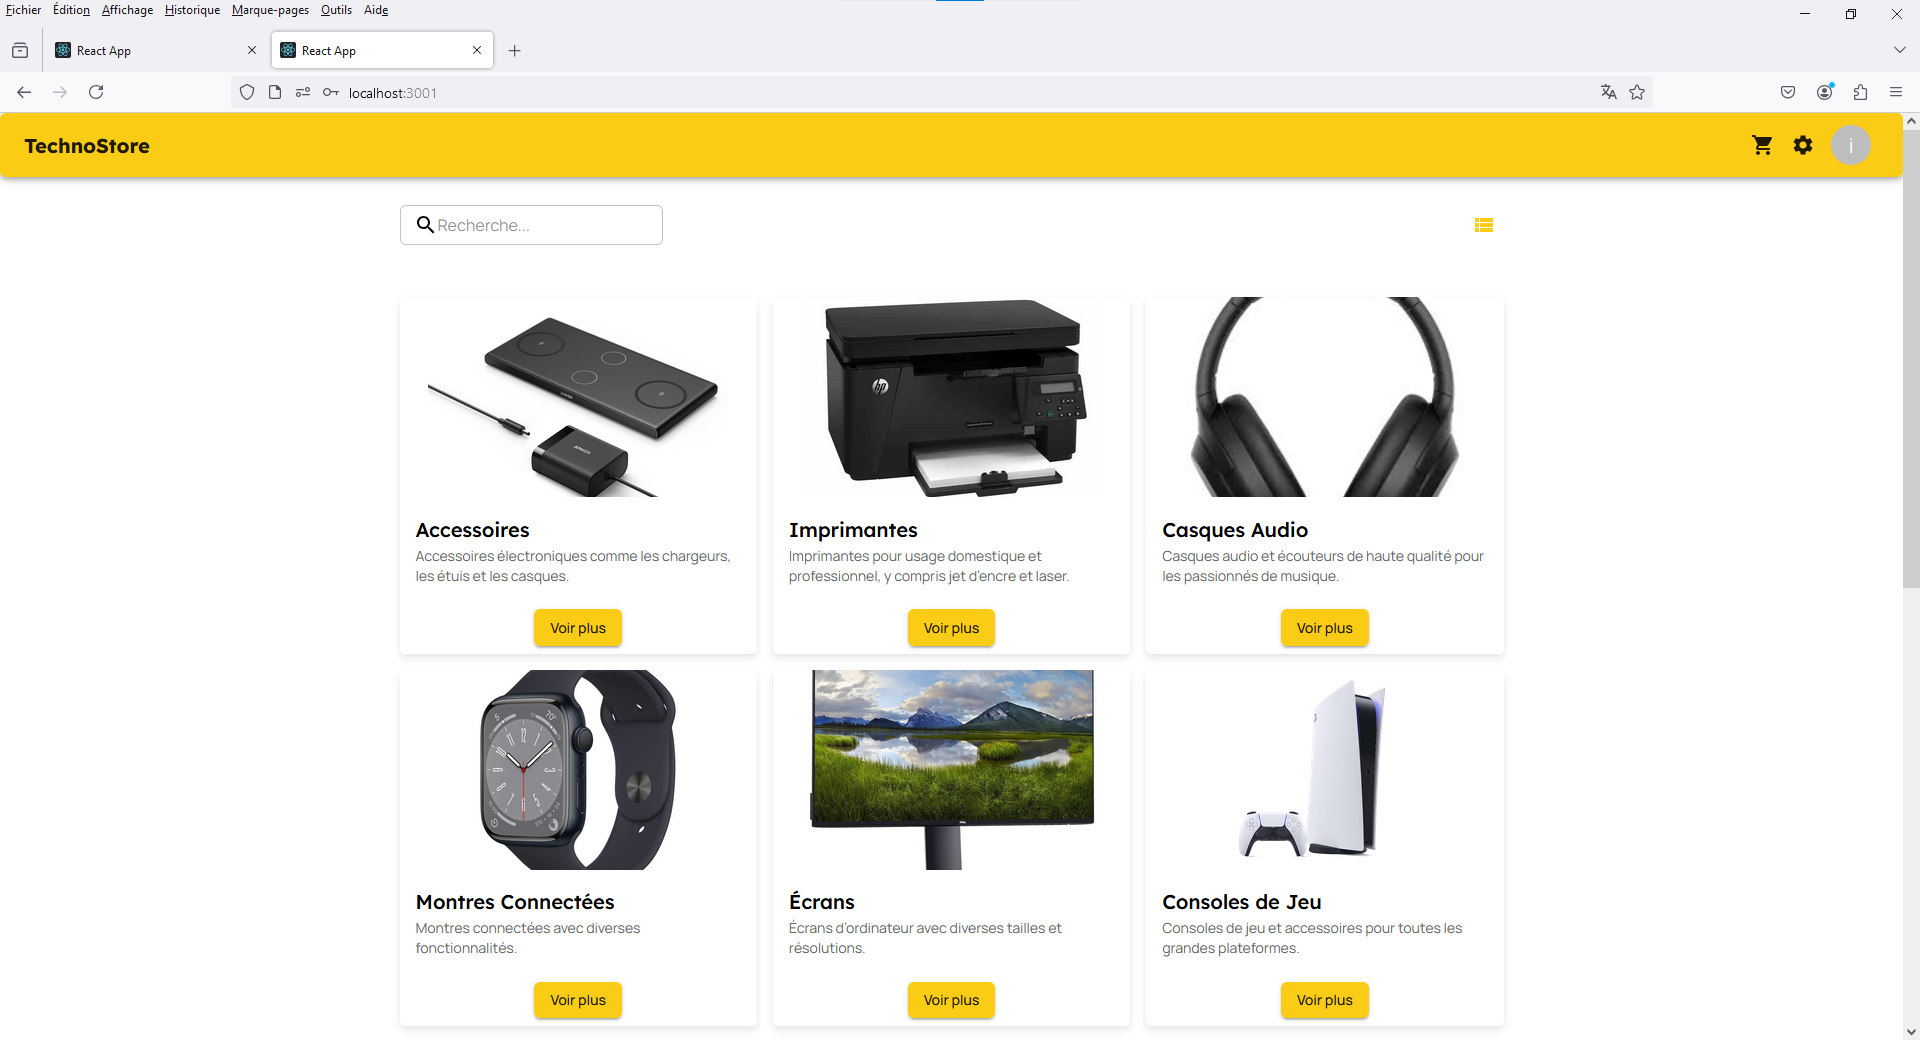 Fichier Édition Affichage Historique Marque-pages Outils Aide
React App
React App
localhost:3001
TechnoStore
i
Recherche...
hp
ANKER
Accessoires
Accessoires électroniques comme les chargeurs,
les étuis et les casques.
Voir plus
Imprimantes
Imprimantes pour usage domestique et
professionnel, y compris jet d'encre et laser.
Voir plus
Casques Audio
Casques audio et écouteurs de haute qualité pour
les passionnés de musique.
Voir plus
Montres Connectées
Montres connectées avec diverses
fonctionnalités.
Voir plus
Écrans
Écrans d'ordinateur avec diverses tailles et
résolutions.
Voir plus
Consoles de Jeu
Consoles de jeu et accessoires pour toutes les
grandes plateformes.
Voir plus